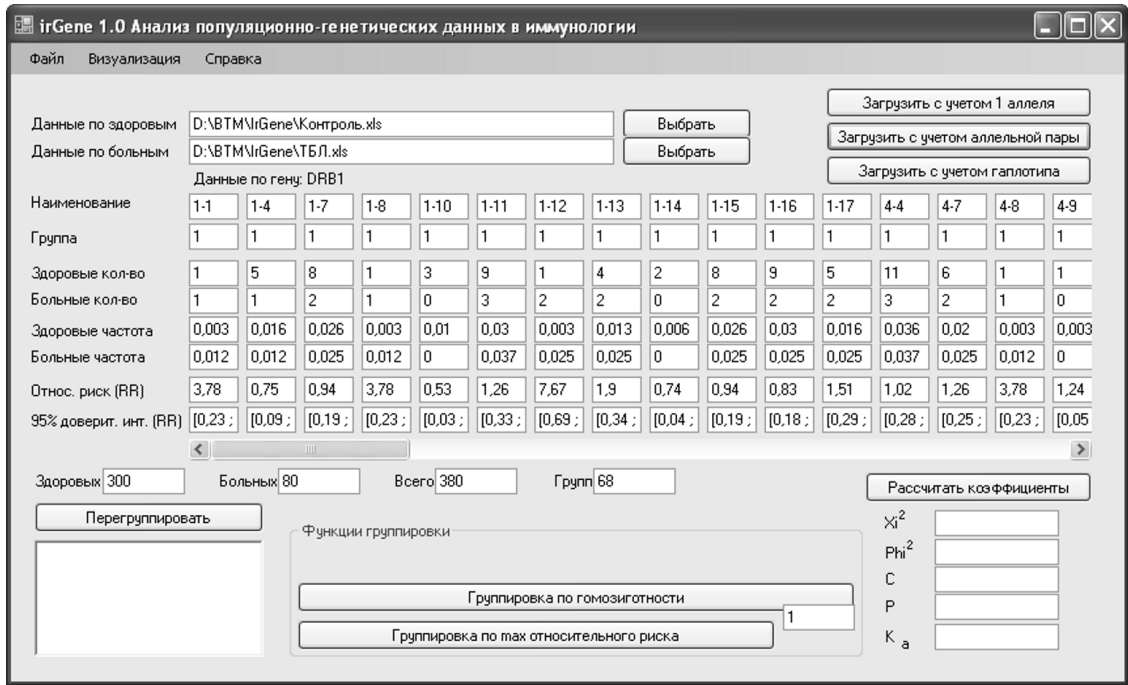 irGene 1.0 Анализ популяционно-генетических данных в иммунологии
Файл Визуализация Справка
Загрузить с учетом 1 аллеля
Данные по здоровым D:\BTM\IrGene\Контроль.xls Выбрать
Загрузить с учетом аллельной пары
Данные по больным D:\BTM\IrGene\ТБЛ.xls Выбрать
Загрузить с учетом гаплотипа
Данные по гену: DRB1
Наименование 1-1 1-4 1-7 1-8 1-10 1-11 1-12 1-13 1-14 1-15 1-16 1-17 4-4 4-7 4-8 4-9
Группа 1 1 1 1 1 1 1 1 1 1 1 1 1 1 1 1
Здоровые кол-во 1 5 8 1 3 9 1 4 2 8 9 5 11 6 1 1
Больные кол-во 1 1 2 1 0 3 2 2 0 2 2 2 3 2 1 0
Здоровые частота 0,003 0,016 0,026 0,003 0,01 0,03 0,003 0,013 0,006 0,026 0,03 0,016 0,036 0,02 0,003 0,003
Больные частота 0,012 0,012 0,025 0,012 0 0,037 0,025 0,025 0 0,025 0,025 0,025 0,037 0,025 0,012 0
Относ. риск (RR) 3,78 0,75 0,94 3,78 0,53 1,26 7,67 1,9 0,74 0,94 0,83 1,51 1,02 1,26 3,78 1,24
95% доверит. инт. (RR) [0,23 ; [0,09 ; [0,19 ; [0,23 ; [0,03 ; [0,33 ; [0,69 ; [0,34 ; [0,04 ; [0,19 ; [0,18 ; [0,29 ; [0,28 ; [0,25 ; [0,23 ; [0,05
Здоровых 300 Больных 80 Всего 380 Групп 68
Рассчитать коэффициенты
Перегруппировать
Функции группировки
Xi²
Phi²
C
Группировка по гомозиготности
P
1
Группировка по max относительного риска
K a